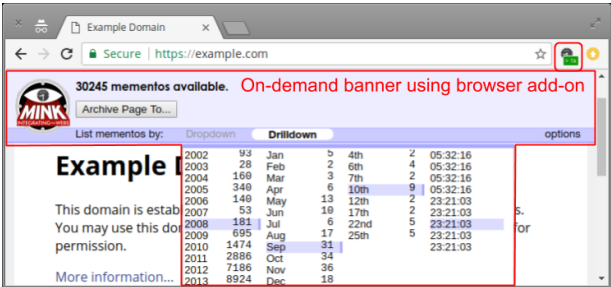 Example Domain
Secure | https://example.com
30245 mementos available.
On-demand banner using browser add-on
MINK
INTEGRATING THE WEBS
Archive Page To...
List mementos by: Dropdown Drilldown options
Example D
This domain is estab s.
You may use this dor for
permission.
More information...
2002 93 Jan 5 4th 2 05:32:16
2003 28 Feb 2 6th 4 05:32:16
2004 160 Mar 3 7th 2 05:32:16
2005 340 Apr 6 10th 9 05:32:16
2006 140 May 13 12th 2 23:21:03
2007 53 Jun 10 17th 2 23:21:03
2008 181 Jul 6 22nd 5 23:21:03
2009 695 Aug 17 25th 5 23:21:03
2010 1474 Sep 31 23:21:03
2011 2886 Oct 34
2012 7186 Nov 36
2013 8924 Dec 18